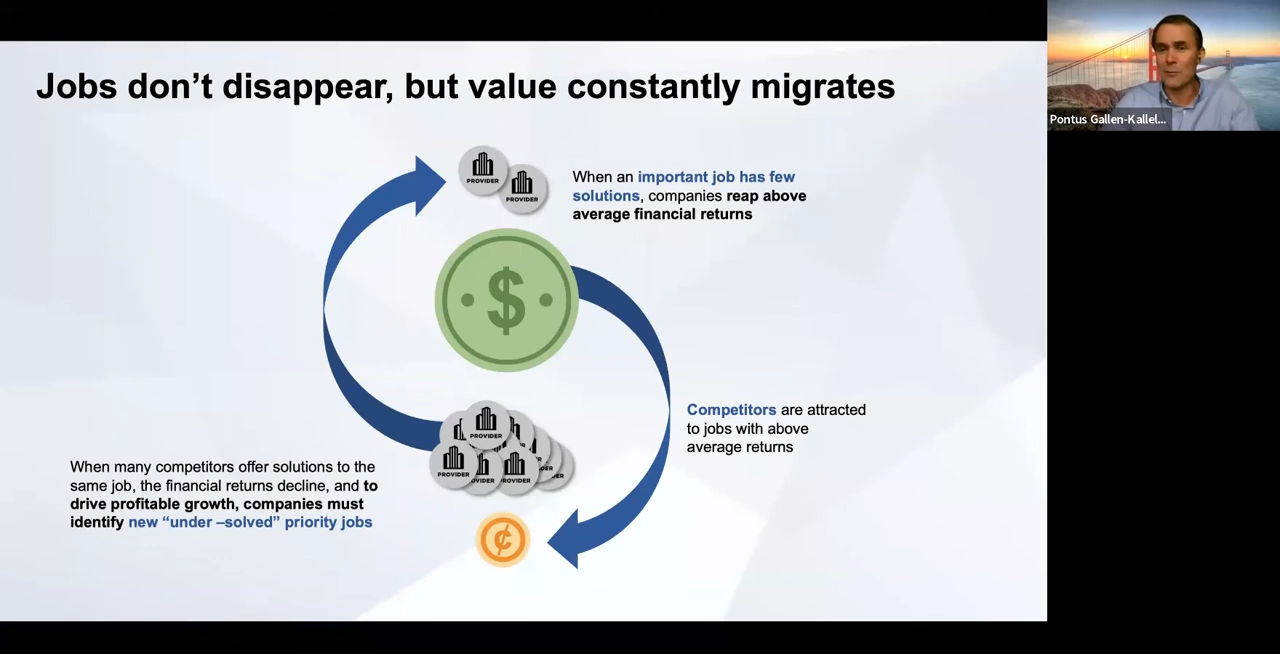 Jobs don’t disappear, but value constantly migrates
Pontus Gallen-Kallel...
PROVIDER
PROVIDER
When an important job has few
solutions, companies reap above
average financial returns
$
Competitors are attracted
to jobs with above
average returns
PROVIDER
PROVIDER
OVIDER
PROVIDER
DER
DER
When many competitors offer solutions to the
same job, the financial returns decline, and to
drive profitable growth, companies must
identify new “under –solved” priority jobs
¢